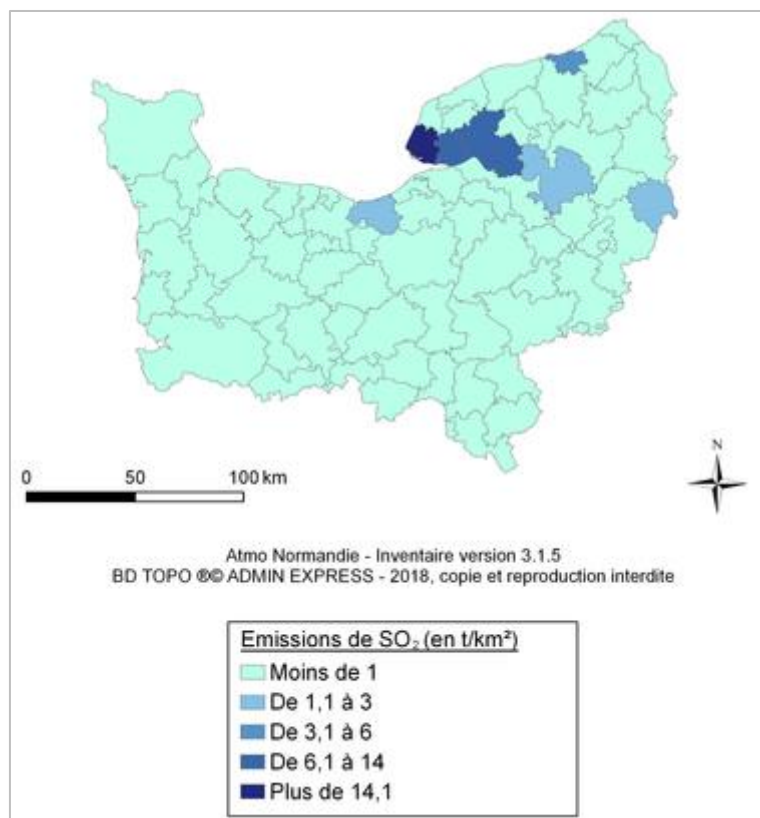 N
0 50 100 km
Atmo Normandie - Inventaire version 3.1.5
BD TOPO ®© ADMIN EXPRESS - 2018, copie et reproduction interdite
Emissions de SO₂ (en t/km²)
Moins de 1
De 1,1 à 3
De 3,1 à 6
De 6,1 à 14
Plus de 14,1